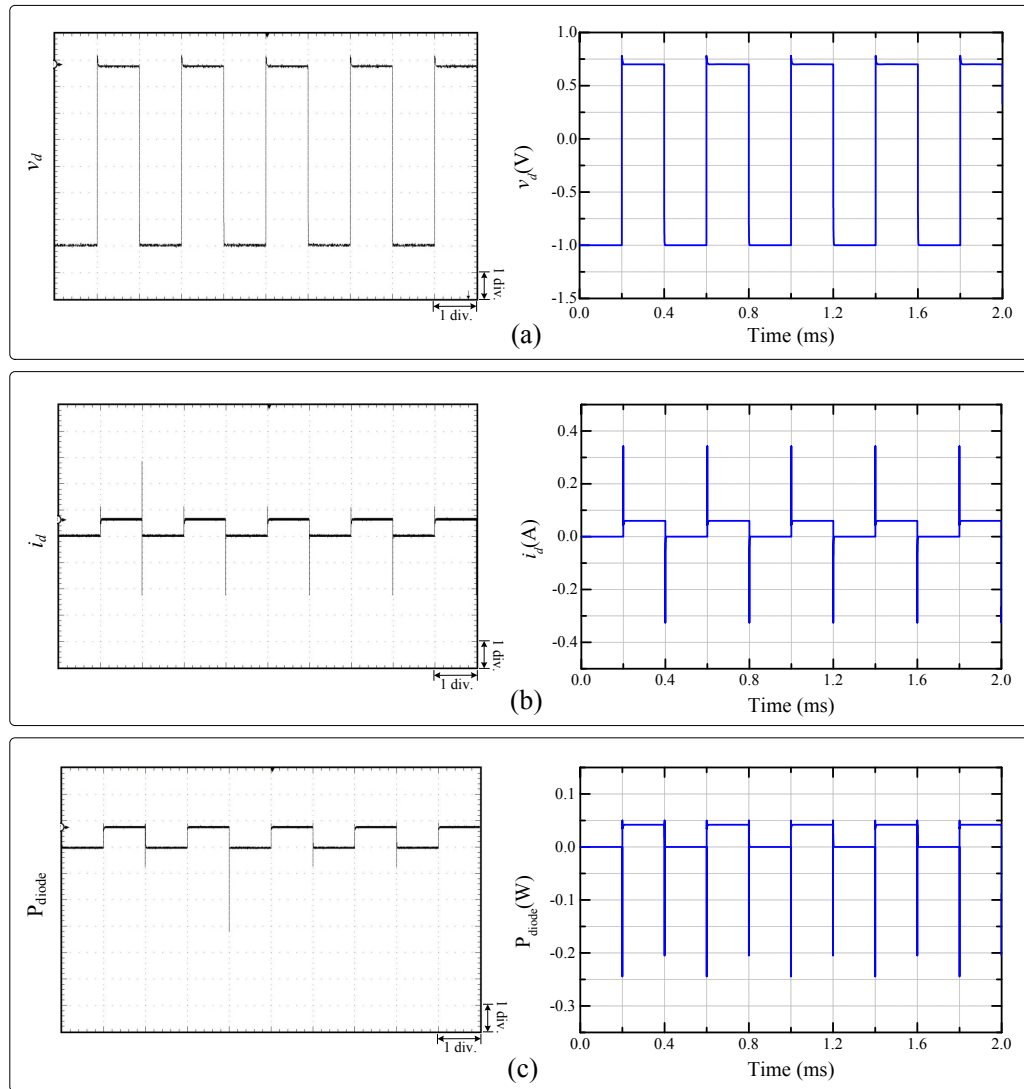 v_d
1 div.
1 div.
v_d(V)
1.0
0.5
0.0
-0.5
-1.0
-1.5
0.0 0.4 0.8 1.2 1.6 2.0
Time (ms)
(a)
i_d
1 div.
1 div.
i_d(A)
0.4
0.2
0.0
-0.2
-0.4
0.0 0.4 0.8 1.2 1.6 2.0
Time (ms)
(b)
P_diode
1 div.
1 div.
P_diode(W)
0.1
0.0
-0.1
-0.2
-0.3
0.0 0.4 0.8 1.2 1.6 2.0
Time (ms)
(c)